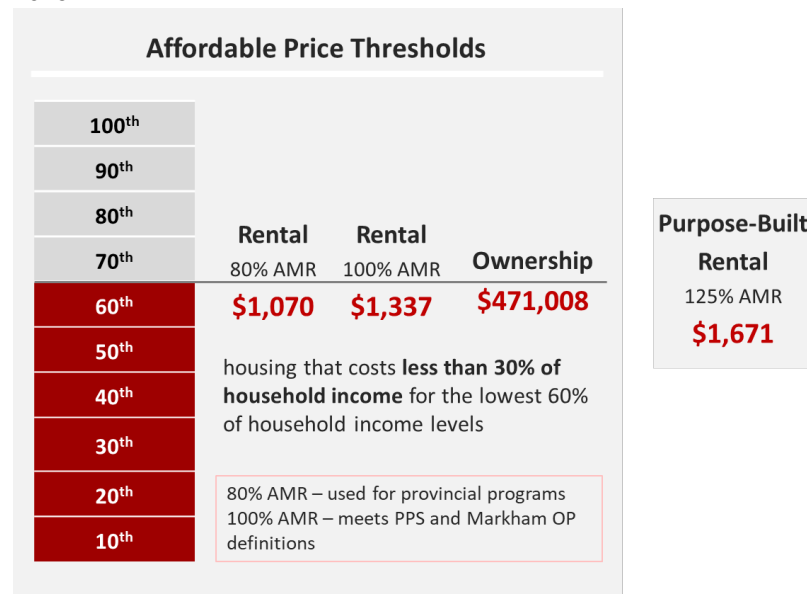 Affordable Price Thresholds
100th
90th
80th
70th
60th
50th
40th
30th
20th
10th
Rental
80% AMR
$1,070
Rental
100% AMR
$1,337
Ownership
$471,008
housing that costs less than 30% of
household income for the lowest 60%
of household income levels
80% AMR – used for provincial programs
100% AMR – meets PPS and Markham OP
definitions
Purpose-Built
Rental
125% AMR
$1,671